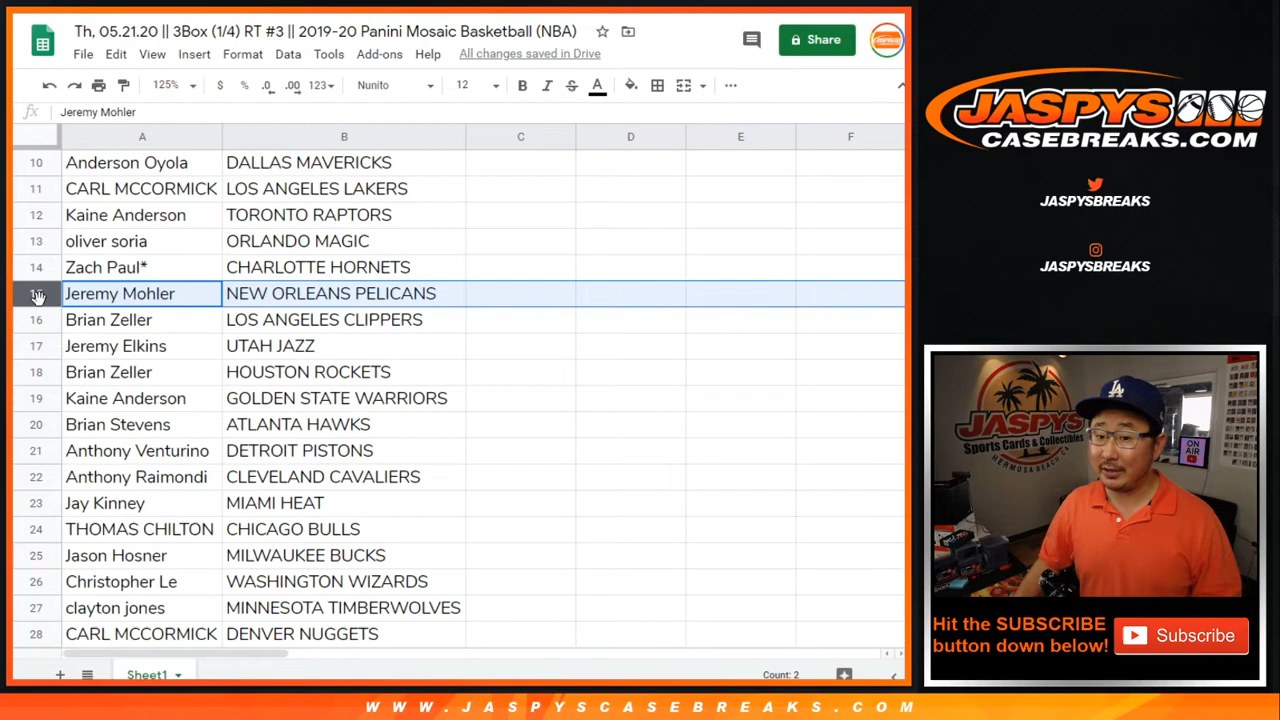 Th, 05.21.20 || 3Box (1/4) RT #3 || 2019-20 Panini Mosaic Basketball (NBA)
File Edit View Insert Format Data Tools Add-ons Help All changes saved in Drive
Share
125% $ % .0 .00 123 Nunito 12 B I S A
fx Jeremy Mohler
A B C D E F
10 Anderson Oyola DALLAS MAVERICKS
11 CARL MCCORMICK LOS ANGELES LAKERS
12 Kaine Anderson TORONTO RAPTORS
13 oliver soria ORLANDO MAGIC
14 Zach Paul* CHARLOTTE HORNETS
Jeremy Mohler NEW ORLEANS PELICANS
16 Brian Zeller LOS ANGELES CLIPPERS
17 Jeremy Elkins UTAH JAZZ
18 Brian Zeller HOUSTON ROCKETS
19 Kaine Anderson GOLDEN STATE WARRIORS
20 Brian Stevens ATLANTA HAWKS
21 Anthony Venturino DETROIT PISTONS
22 Anthony Raimondi CLEVELAND CAVALIERS
23 Jay Kinney MIAMI HEAT
24 THOMAS CHILTON CHICAGO BULLS
25 Jason Hosner MILWAUKEE BUCKS
26 Christopher Le WASHINGTON WIZARDS
27 clayton jones MINNESOTA TIMBERWOLVES
28 CARL MCCORMICK DENVER NUGGETS
Sheet1 Count: 2
JASPYS
CASEBREAKS.COM
JASPYSBREAKS
JASPYSBREAKS
JASPYS
Sports Cards & Collectibles
HERMOSA BEACH, CA
LA
ON AIR
Hit the SUBSCRIBE
button down below!
Subscribe
WWW.JASPYSCASEBREAKS.COM